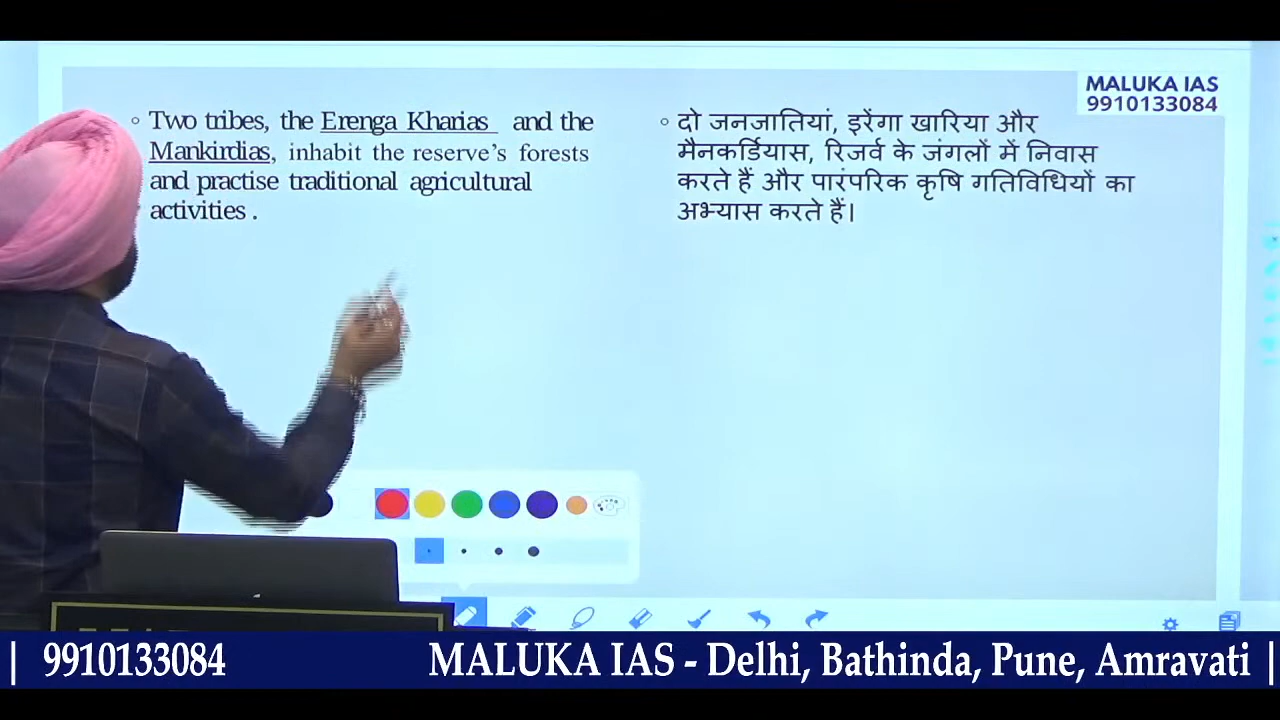 MALUKA IAS
9910133084
Two tribes, the Erenga Kharias and the
Mankirdias, inhabit the reserve's forests
and practise traditional agricultural
activities .
दो जनजातियां, इरेंगा खारिया और
मैनकर्डियास, रिजर्व के जंगलों में निवास
करते हैं और पारंपरिक कृषि गतिविधियों का
अभ्यास करते हैं।
| 9910133084 MALUKA IAS - Delhi, Bathinda, Pune, Amravati |